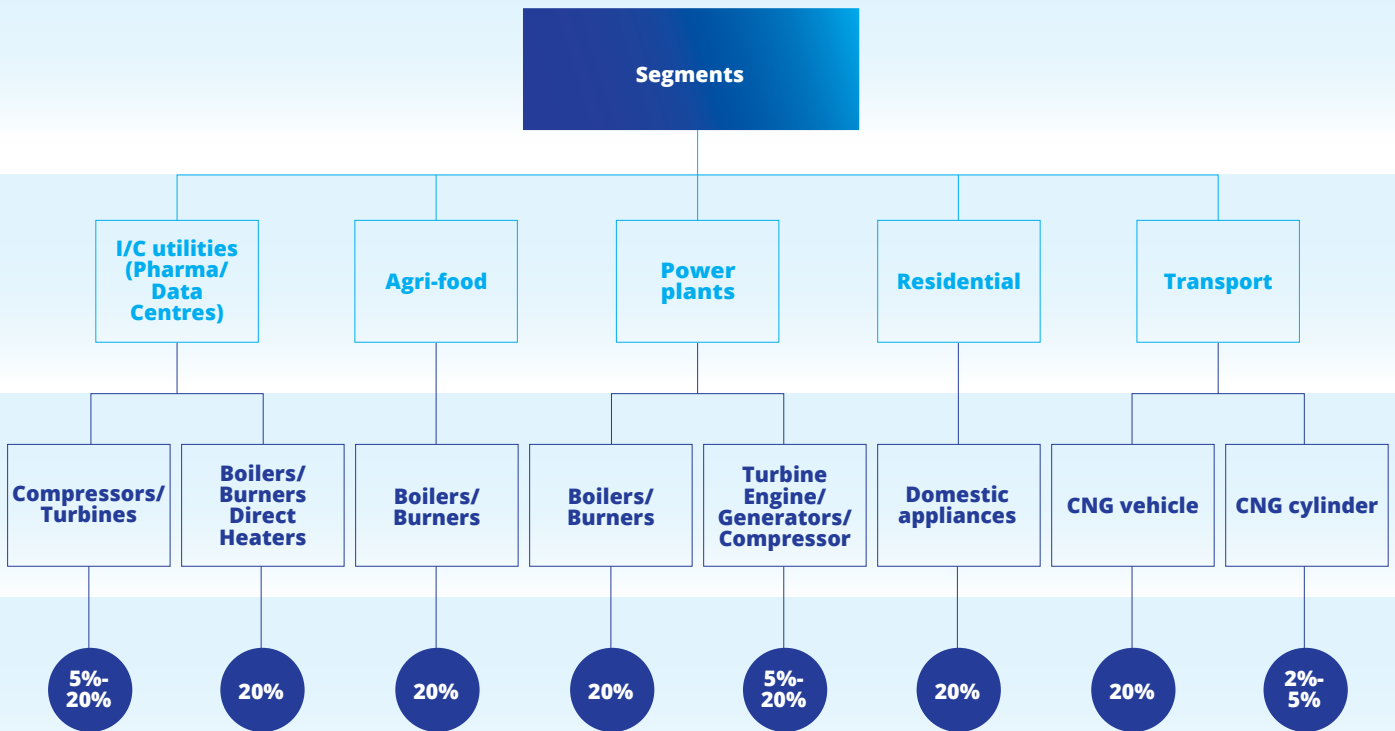 Segments
I/C utilities
(Pharma/
Data
Centres)
Agri-food
Power
plants
Residential
Transport
Compressors/
Turbines
Boilers/
Burners
Direct
Heaters
Boilers/
Burners
Boilers/
Burners
Turbine
Engine/
Generators/
Compressor
Domestic
appliances
CNG vehicle
CNG cylinder
5%-
20%
20%
20%
20%
5%-
20%
20%
20%
2%-
5%